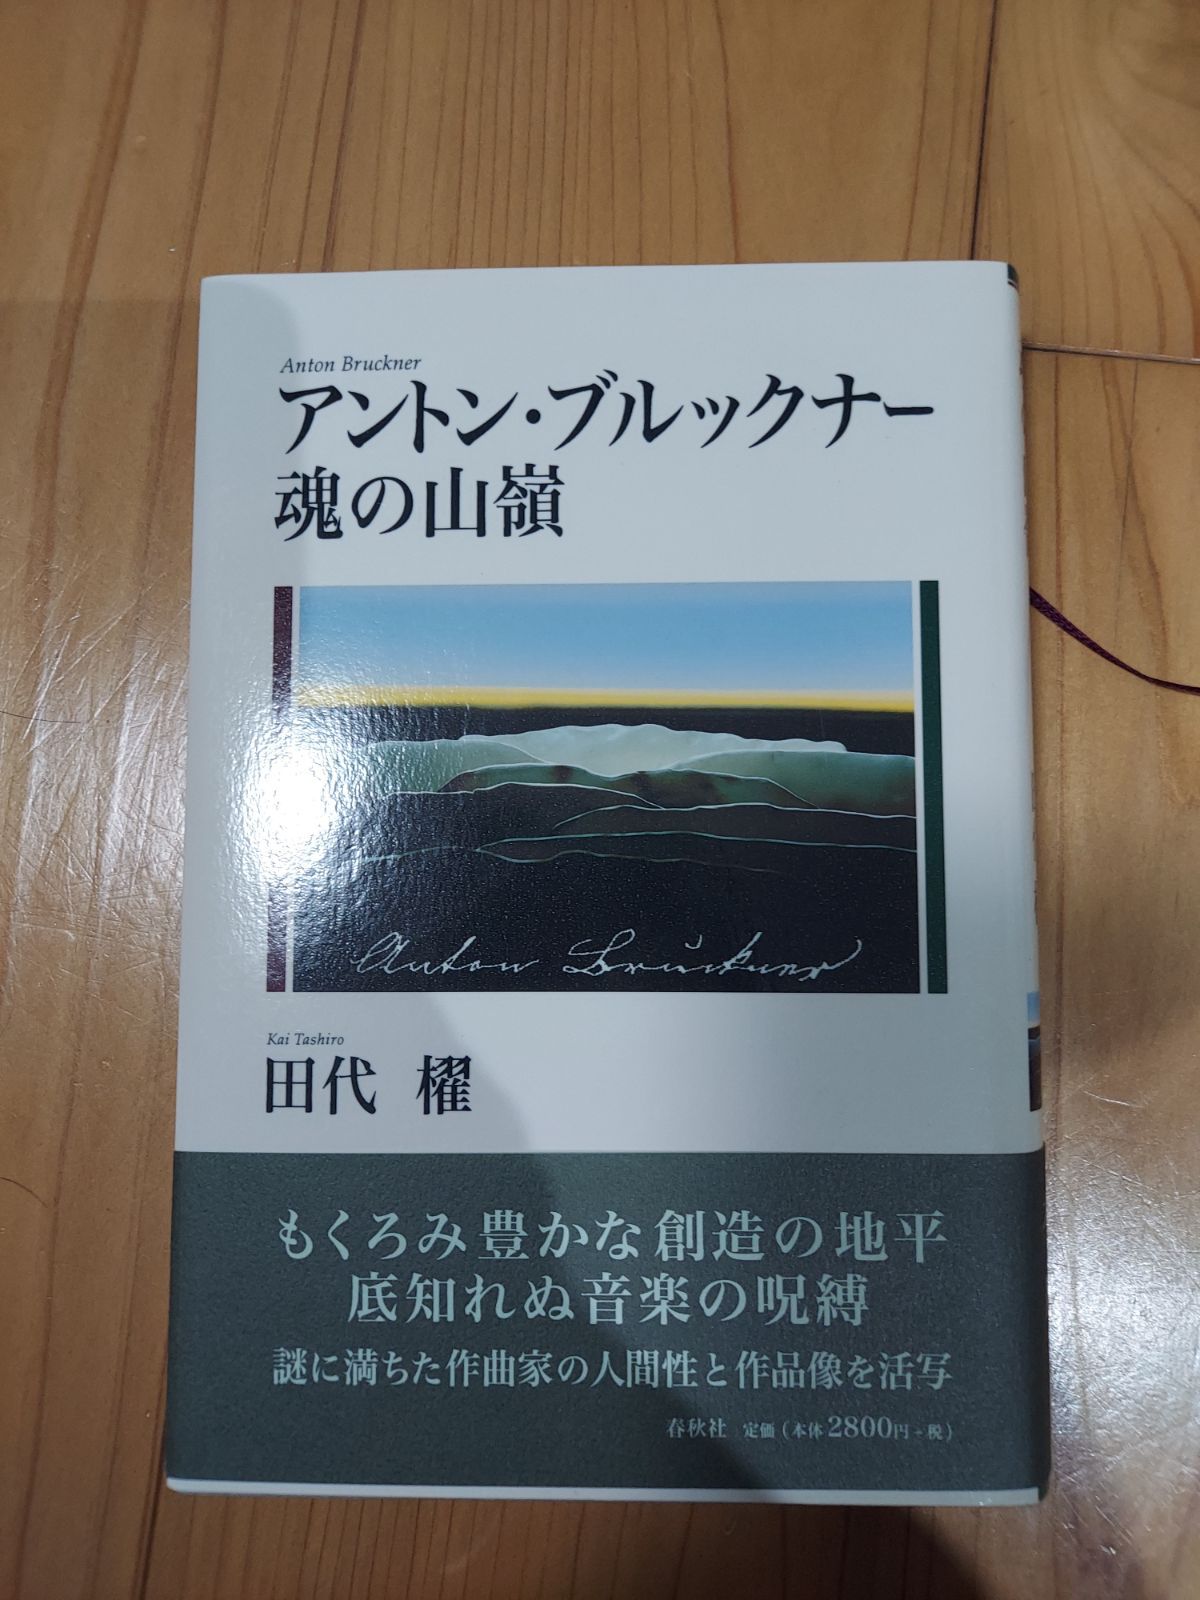 Anton Bruckner
アントン・ブルックナー
魂の山嶺
Anton Bruckner
Kai Tashiro
田代 櫂
もくろみ豊かな創造の地平
底知れぬ音楽の呪縛
謎に満ちた作曲家の人間性と作品像を活写
春秋社 定価(本体2800円+税)